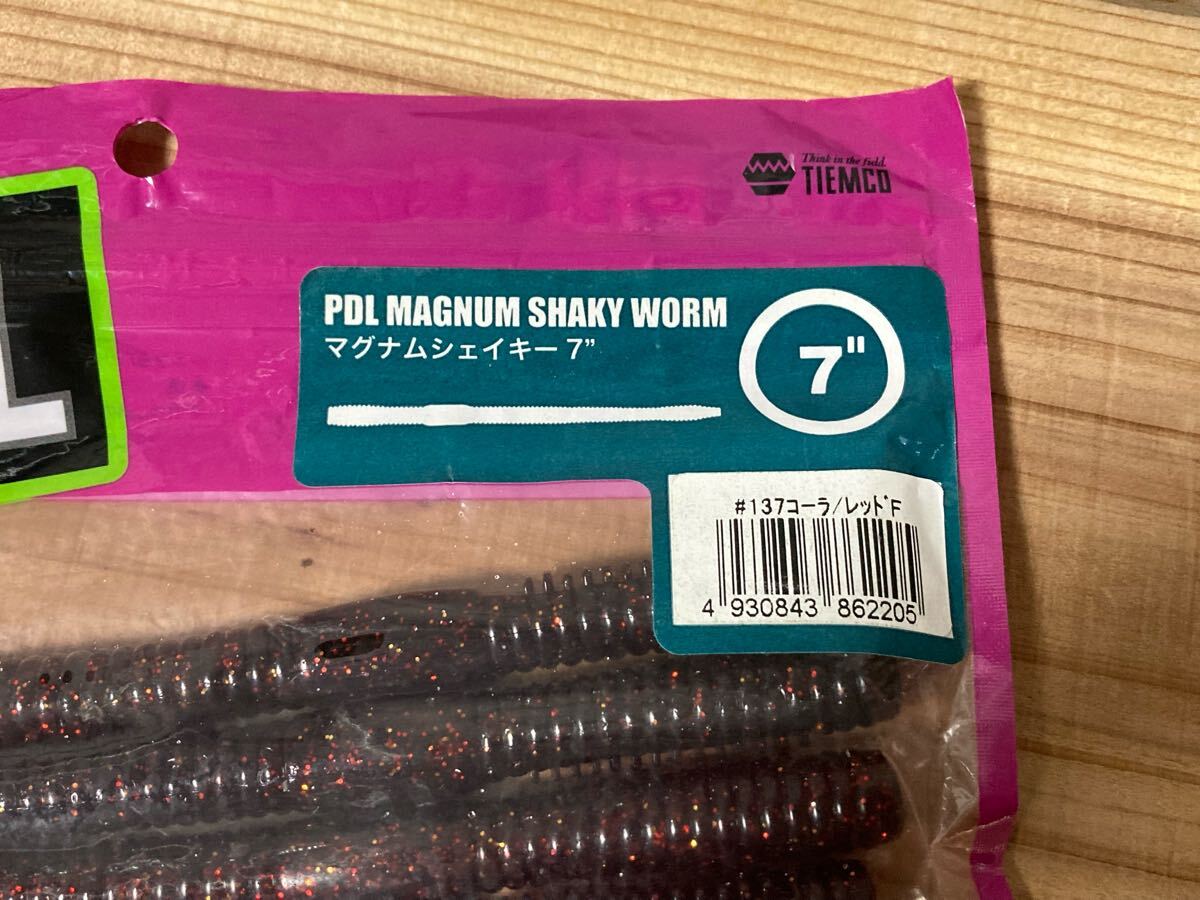 Think in the field.
TIEMCO
PDL MAGNUM SHAKY WORM
マグナムシェイキー 7”
7"
#137コーラ/レッドF
4 930843 862205